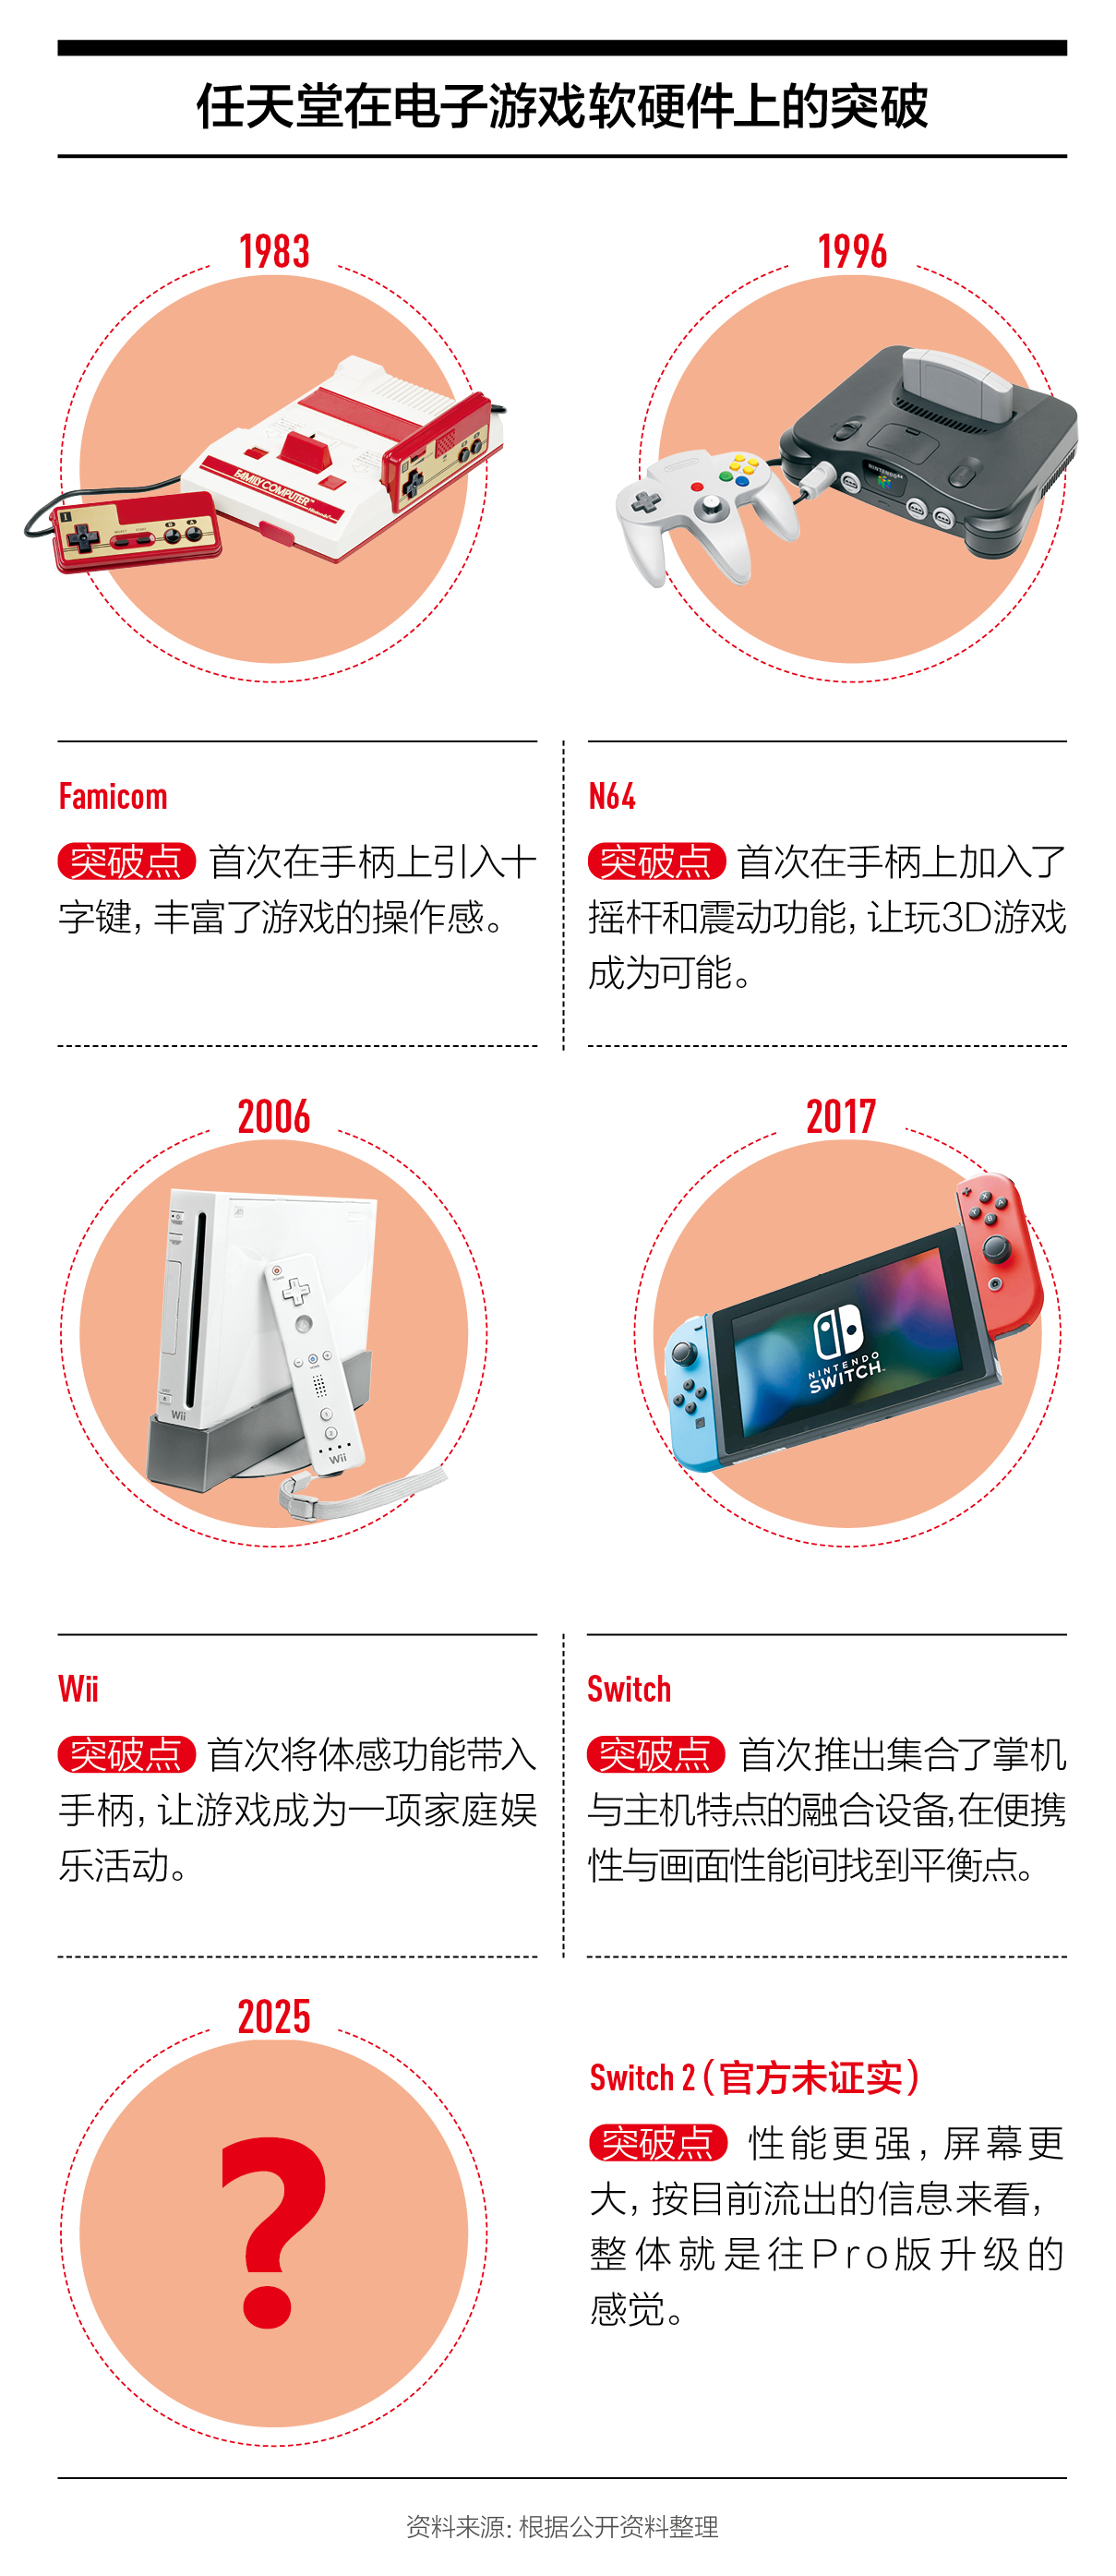 任天堂在电子游戏软硬件上的突破
1983
1996
FAMILY COMPUTER
NINTENDO 64
Famicom
突破点 首次在手柄上引入十
字键, 丰富了游戏的操作感。
N64
突破点 首次在手柄上加入了
摇杆和震动功能, 让玩3D游戏
成为可能。
2006
2017
Wii
Wii
NINTENDO
SWITCH
Wii
突破点 首次将体感功能带入
手柄, 让游戏成为一项家庭娱
乐活动。
Switch
突破点 首次推出集合了掌机
与主机特点的融合设备,在便携
性与画面性能间找到平衡点。
2025
?
Switch 2（官方未证实）
突破点 性能更强, 屏幕更
大, 按目前流出的信息来看,
整体就是往Pro版升级的
感觉。
资料来源: 根据公开资料整理